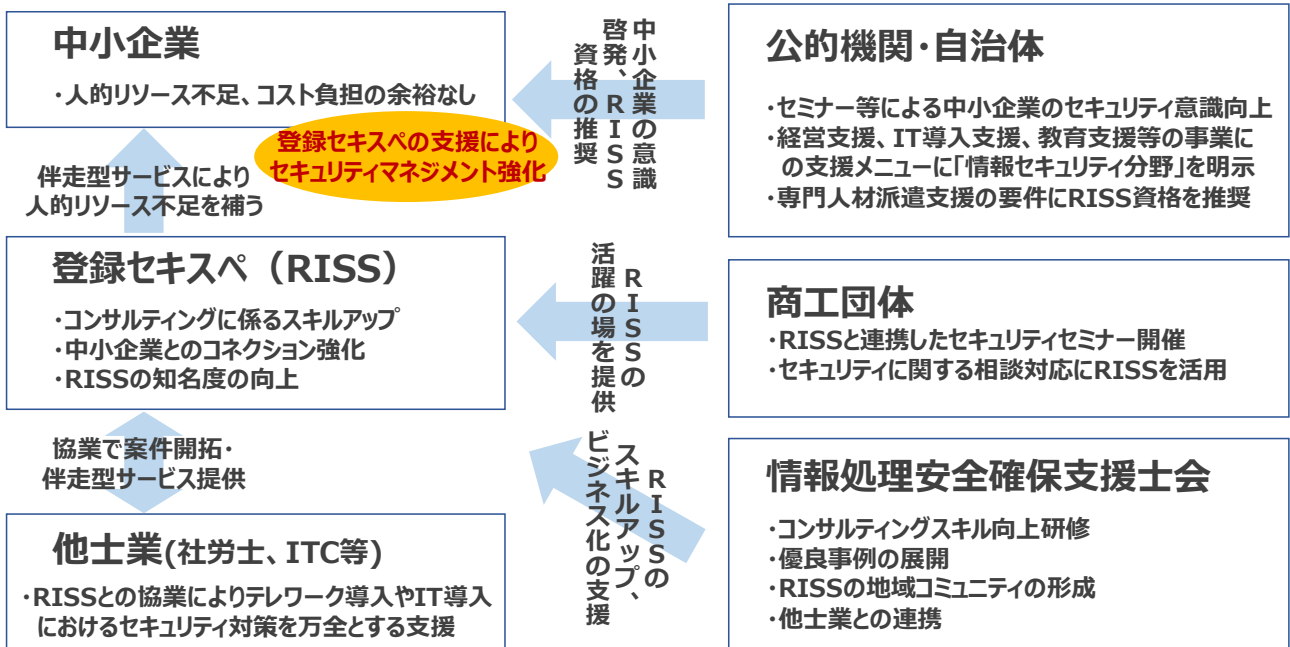 中小企業
・人的リソース不足、コスト負担の余裕なし
登録セキスペの支援により
セキュリティマネジメント強化
伴走型サービスにより
人的リソース不足を補う
登録セキスペ（RISS）
・コンサルティングに係るスキルアップ
・中小企業とのコネクション強化
・RISSの知名度の向上
協業で案件開拓・
伴走型サービス提供
他士業(社労士、ITC等)
・RISSとの協業によりテレワーク導入やIT導入
におけるセキュリティ対策を万全とする支援
中小企業の意識
啓発、RISS
資格の推奨
RISSの
活躍の場を提供
RISSの
スキルアップ、
ビジネス化の支援
公的機関・自治体
・セミナー等による中小企業のセキュリティ意識向上
・経営支援、IT導入支援、教育支援等の事業に
の支援メニューに「情報セキュリティ分野」を明示
・専門人材派遣支援の要件にRISS資格を推奨
商工団体
・RISSと連携したセキュリティセミナー開催
・セキュリティに関する相談対応にRISSを活用
情報処理安全確保支援士会
・コンサルティングスキル向上研修
・優良事例の展開
・RISSの地域コミュニティの形成
・他士業との連携